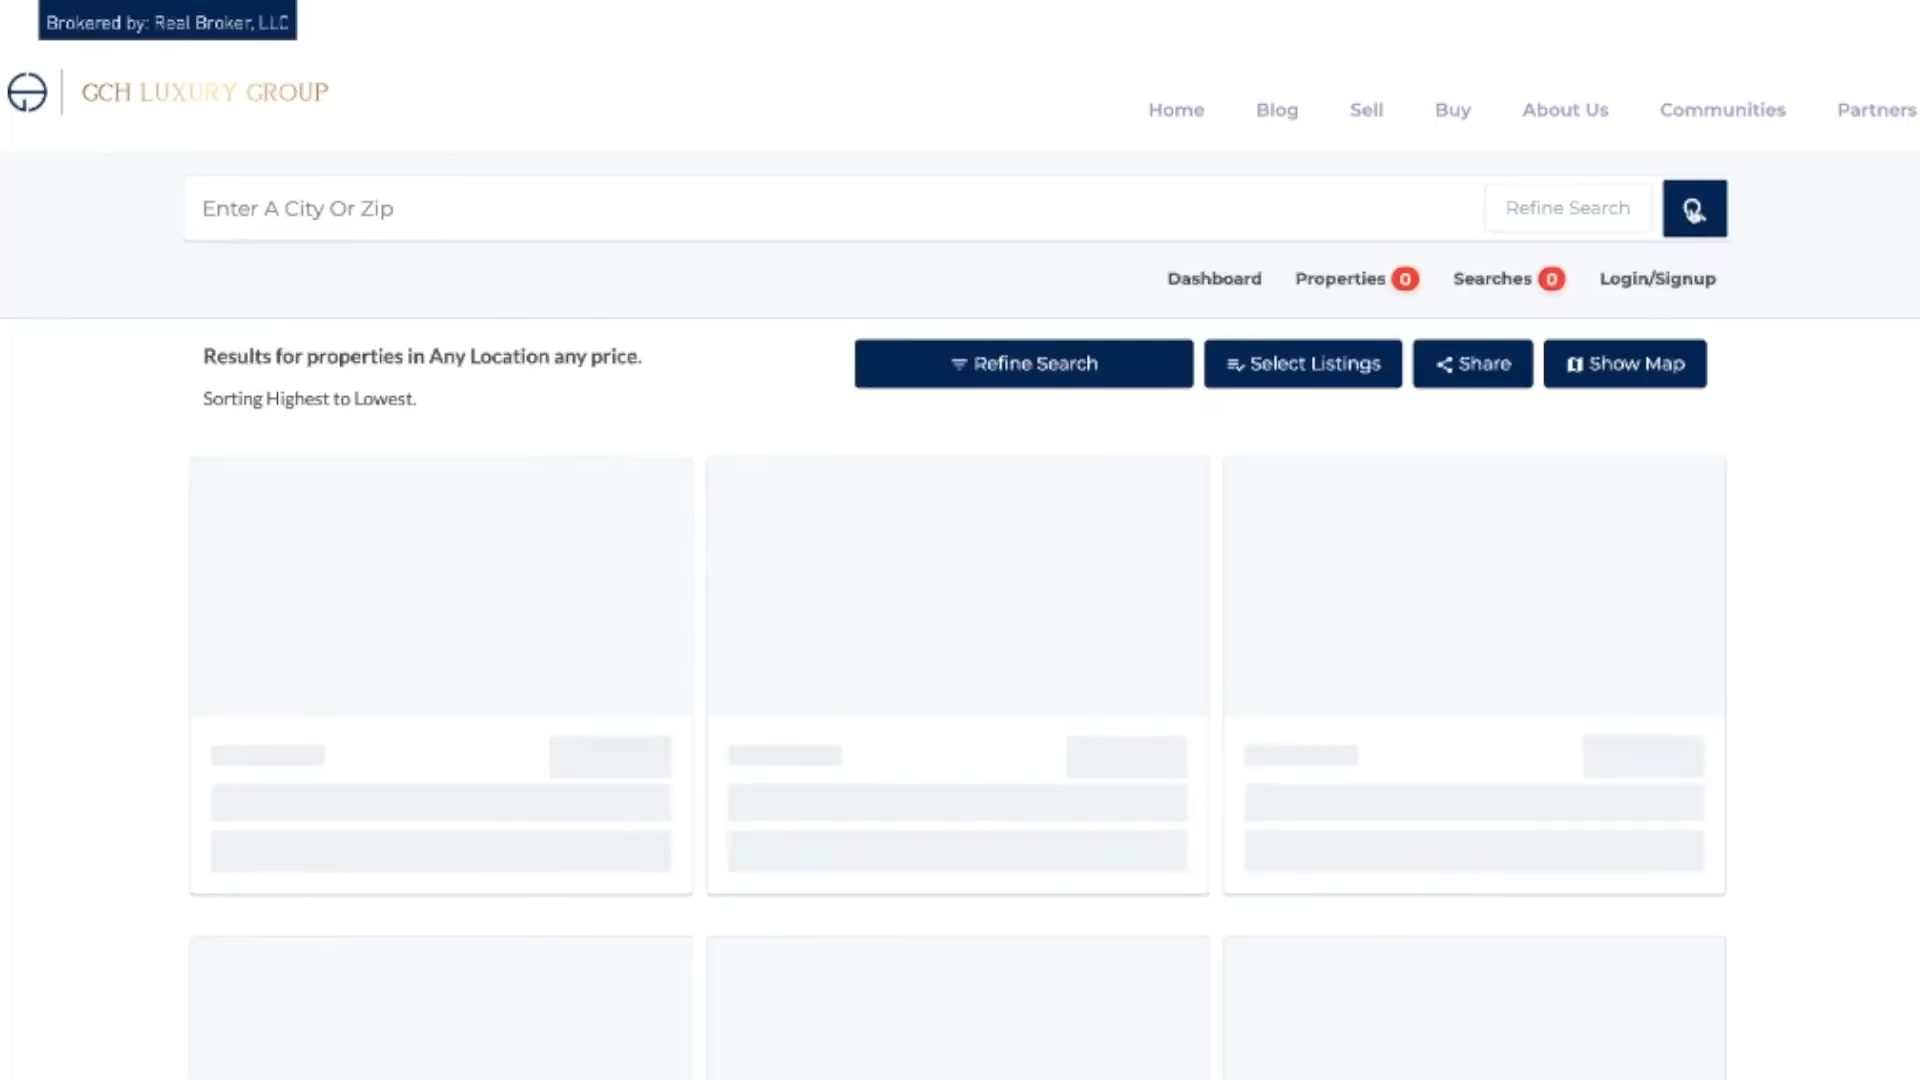 Brokered by: Real Broker, LLC
GCH LUXURY GROUP
Home Blog Sell Buy About Us Communities Partners
Enter A City Or Zip
Refine Search
Dashboard Properties 0 Searches 0 Login/Signup
Results for properties in Any Location any price.
Refine Search Select Listings Share Show Map
Sorting Highest to Lowest.